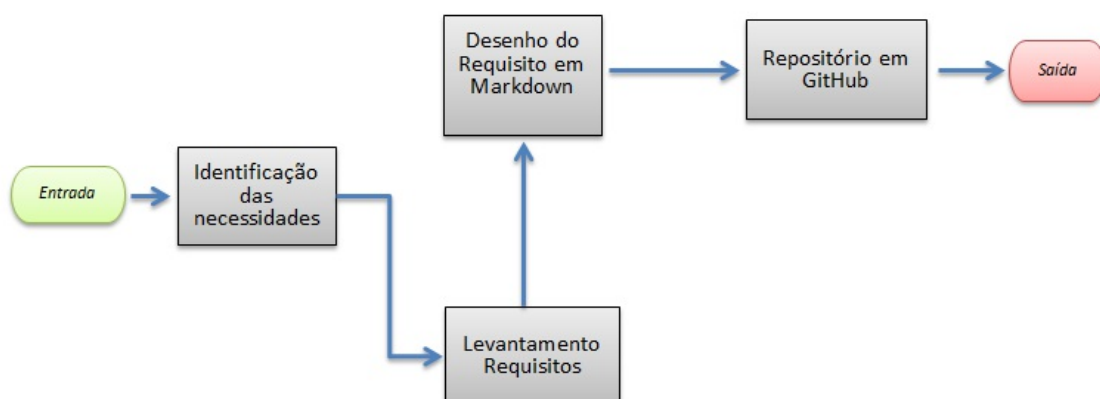 Entrada
Identificação
das
necessidades
Levantamento
Requisitos
Desenho do
Requisito em
Markdown
Repositório em
GitHub
Saída